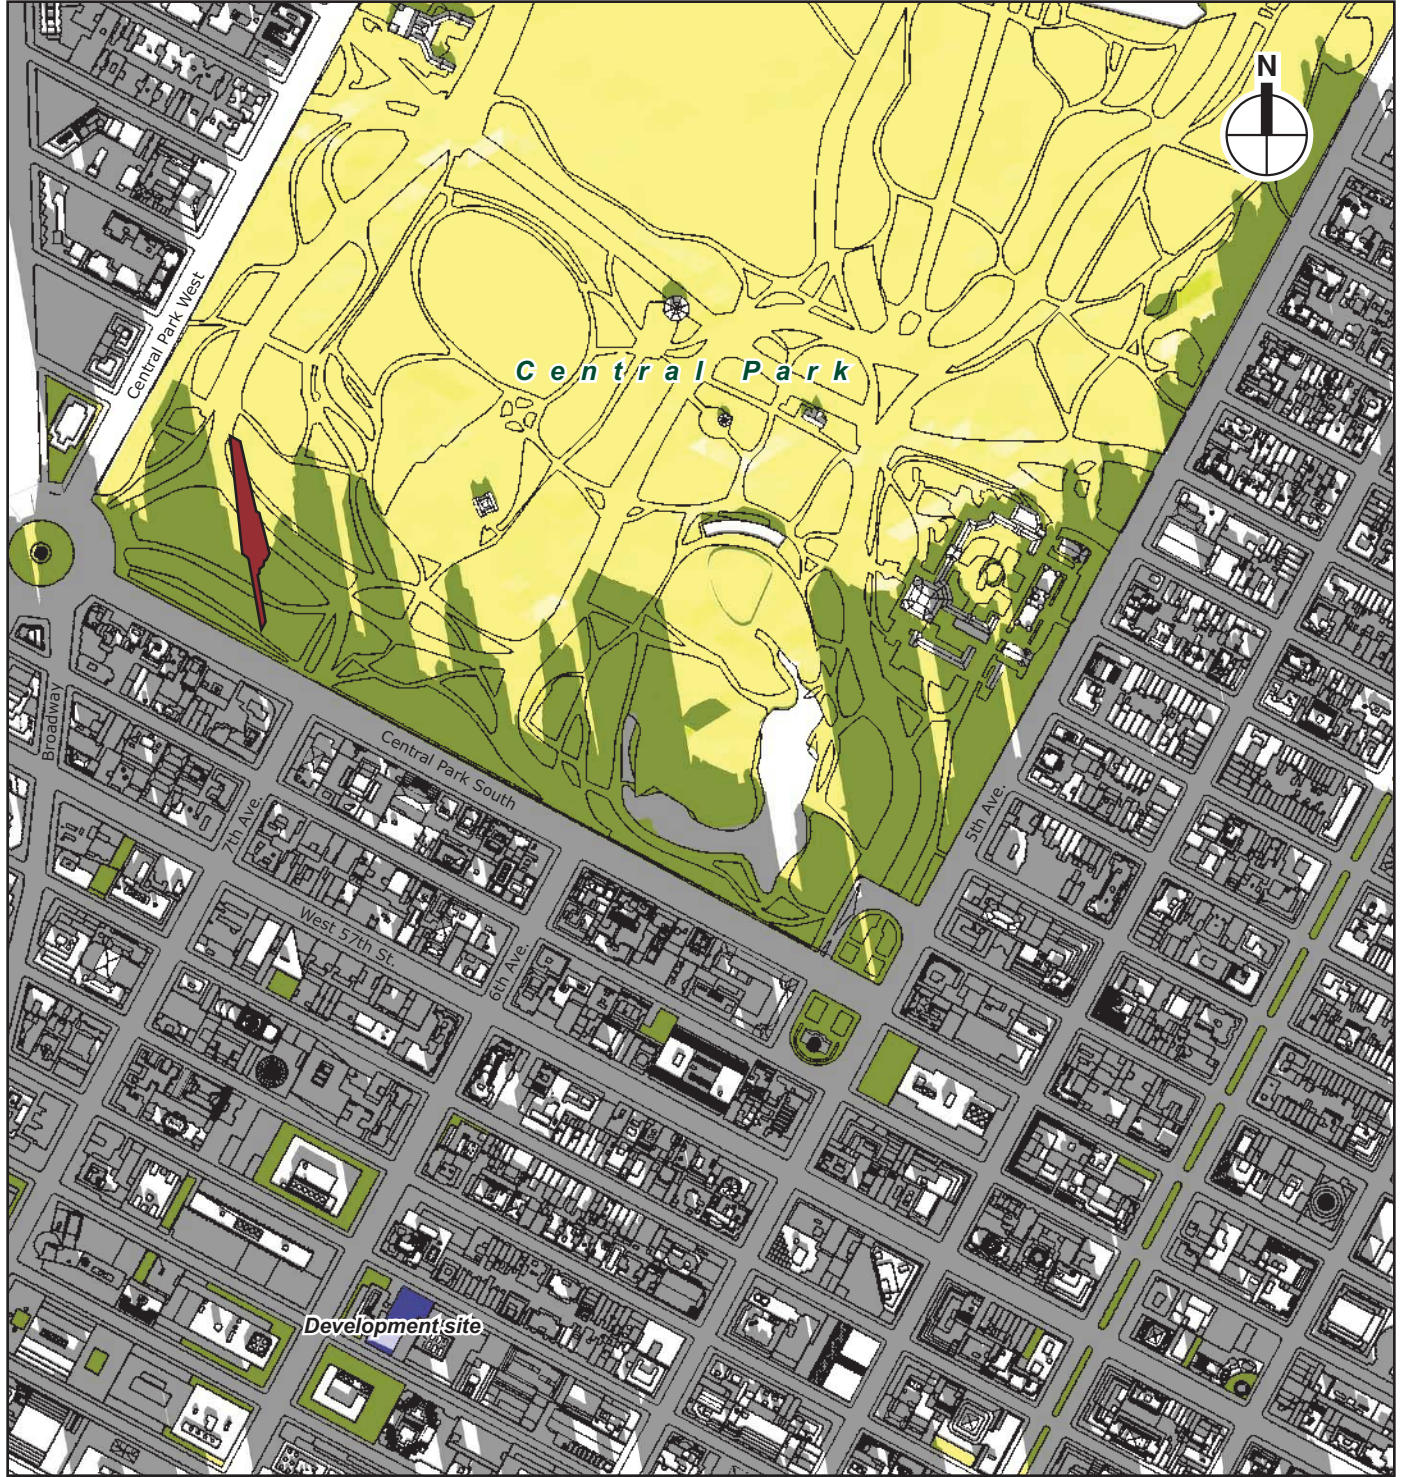 N
Central Park West
Central Park
Broadway
Central Park South
7th Ave.
5th Ave.
West 57th St.
6th Ave.
Development site